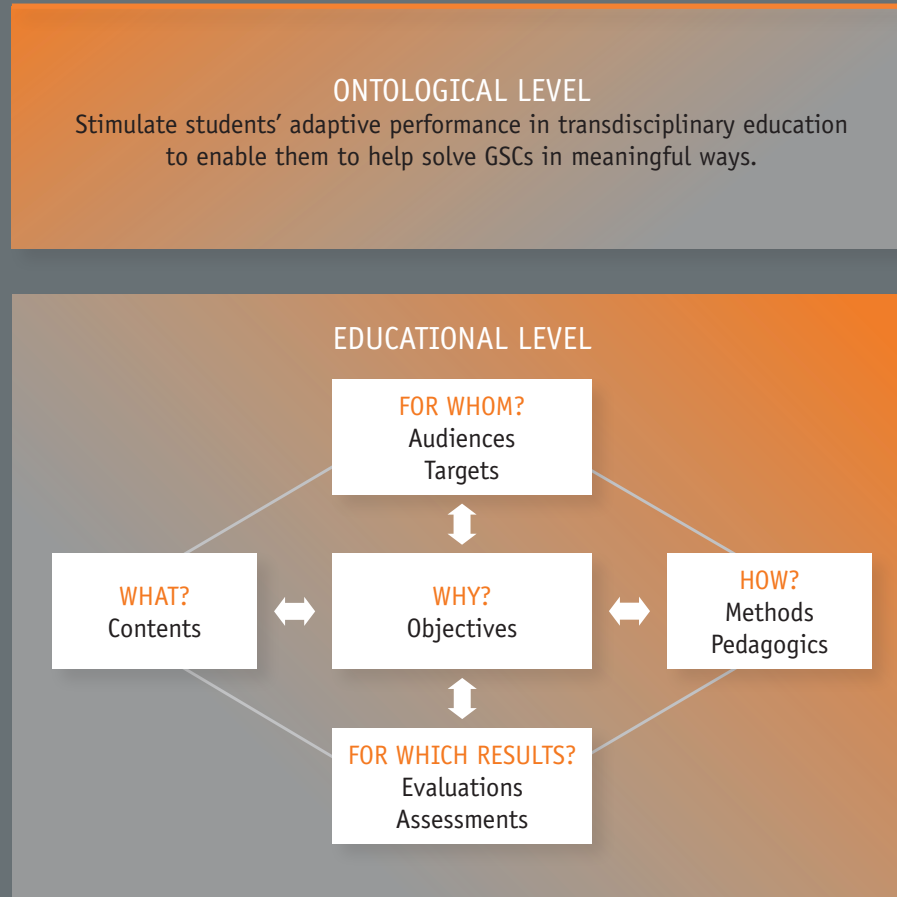 ONTOLOGICAL LEVEL
Stimulate students’ adaptive performance in transdisciplinary education
to enable them to help solve GSCs in meaningful ways.
EDUCATIONAL LEVEL
FOR WHOM?
Audiences
Targets
WHAT?
Contents
WHY?
Objectives
HOW?
Methods
Pedagogics
FOR WHICH RESULTS?
Evaluations
Assessments